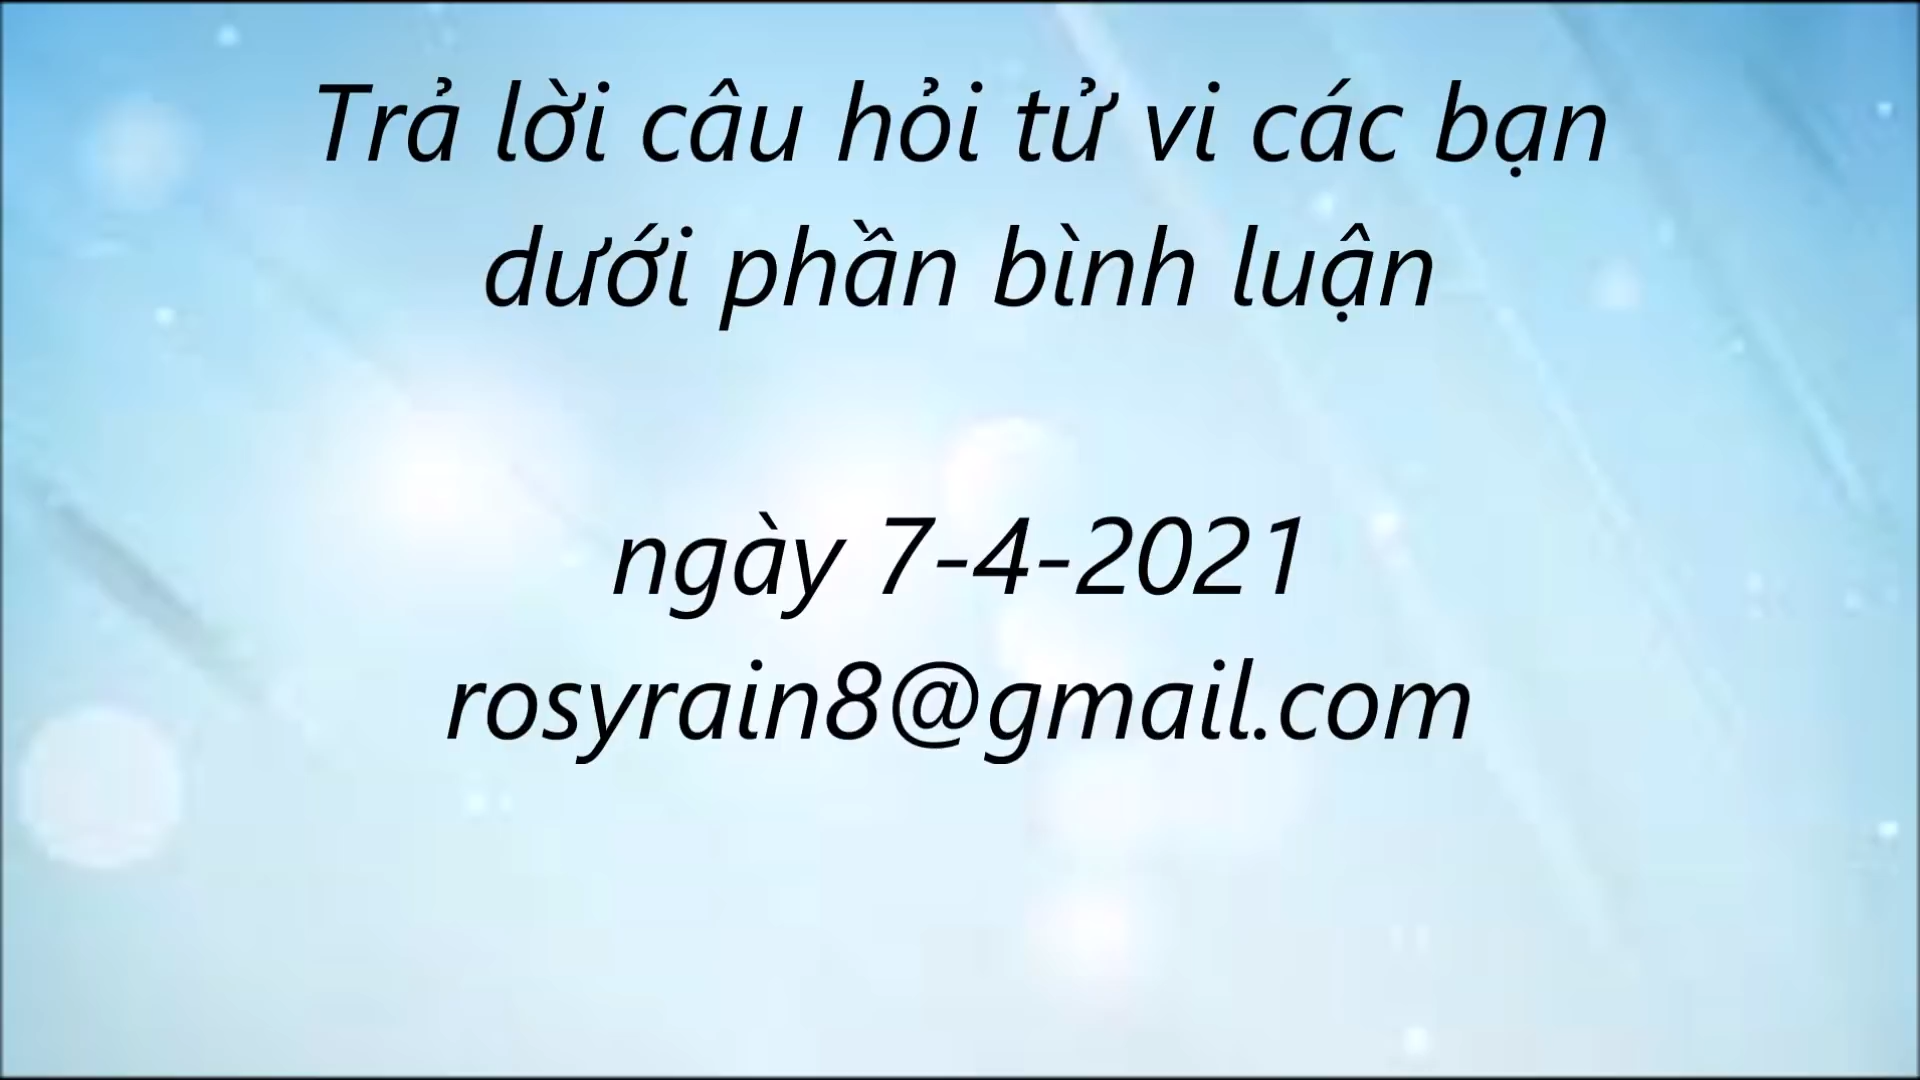 Trả lời câu hỏi tử vi các bạn
dưới phần bình luận
ngày 7-4-2021
rosyrain8@gmail.com